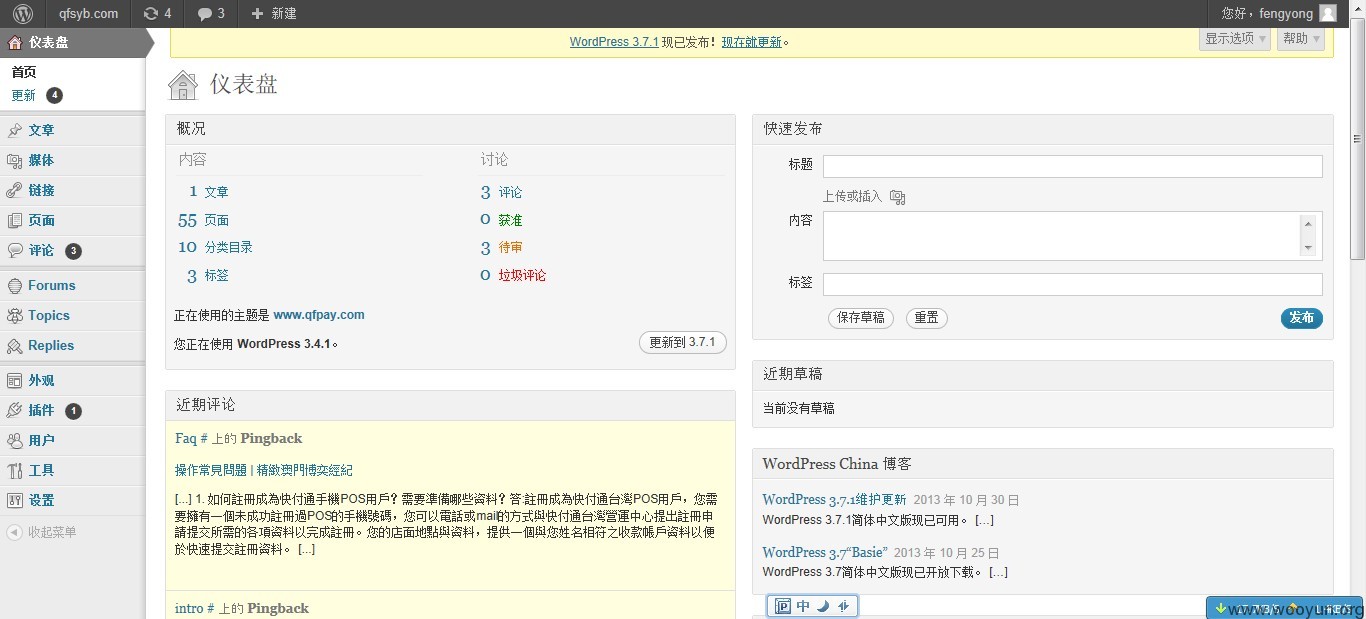 qfsyb.com 4 3 新建 您好，fengyong
仪表盘
首页
更新 4
文章
媒体
链接
页面
评论 3
Forums
Topics
Replies
外观
插件 1
用户
工具
设置
收起菜单
WordPress 3.7.1 现已发布！现在就更新。
显示选项 帮助
仪表盘
概况
内容 讨论
1 文章 3 评论
55 页面 0 获准
10 分类目录 3 待审
3 标签 0 垃圾评论
正在使用的主题是 www.qfpay.com
您正在使用 WordPress 3.4.1。 更新到 3.7.1
近期评论
Faq # 上的 Pingback
操作常見問題 | 精緻澳門博奕經紀
[...] 1. 如何註冊成為快付通手機POS用戶？需要準備哪些資料？答:註冊成為快付通台灣POS用戶，您需
要擁有一個未成功註冊過POS的手機號碼，您可以電話或mail的方式與快付通台灣營運中心提出註冊申
請提交所需的各項資料以完成註冊。您的店面地點與資料，提供一個與您姓名相符之收款帳戶資料以便
於快速提交註冊資料。 [...]
intro # 上的 Pingback
快速发布
标题
上传或插入
内容
标签
保存草稿 重置 发布
近期草稿
当前没有草稿
WordPress China 博客
WordPress 3.7.1维护更新 2013 年 10 月 30 日
WordPress 3.7.1简体中文版现已可用。 [...]
WordPress 3.7“Basie” 2013 年 10 月 25 日
WordPress 3.7简体中文版现已开放下载。 [...]
中
www.wooyun.org